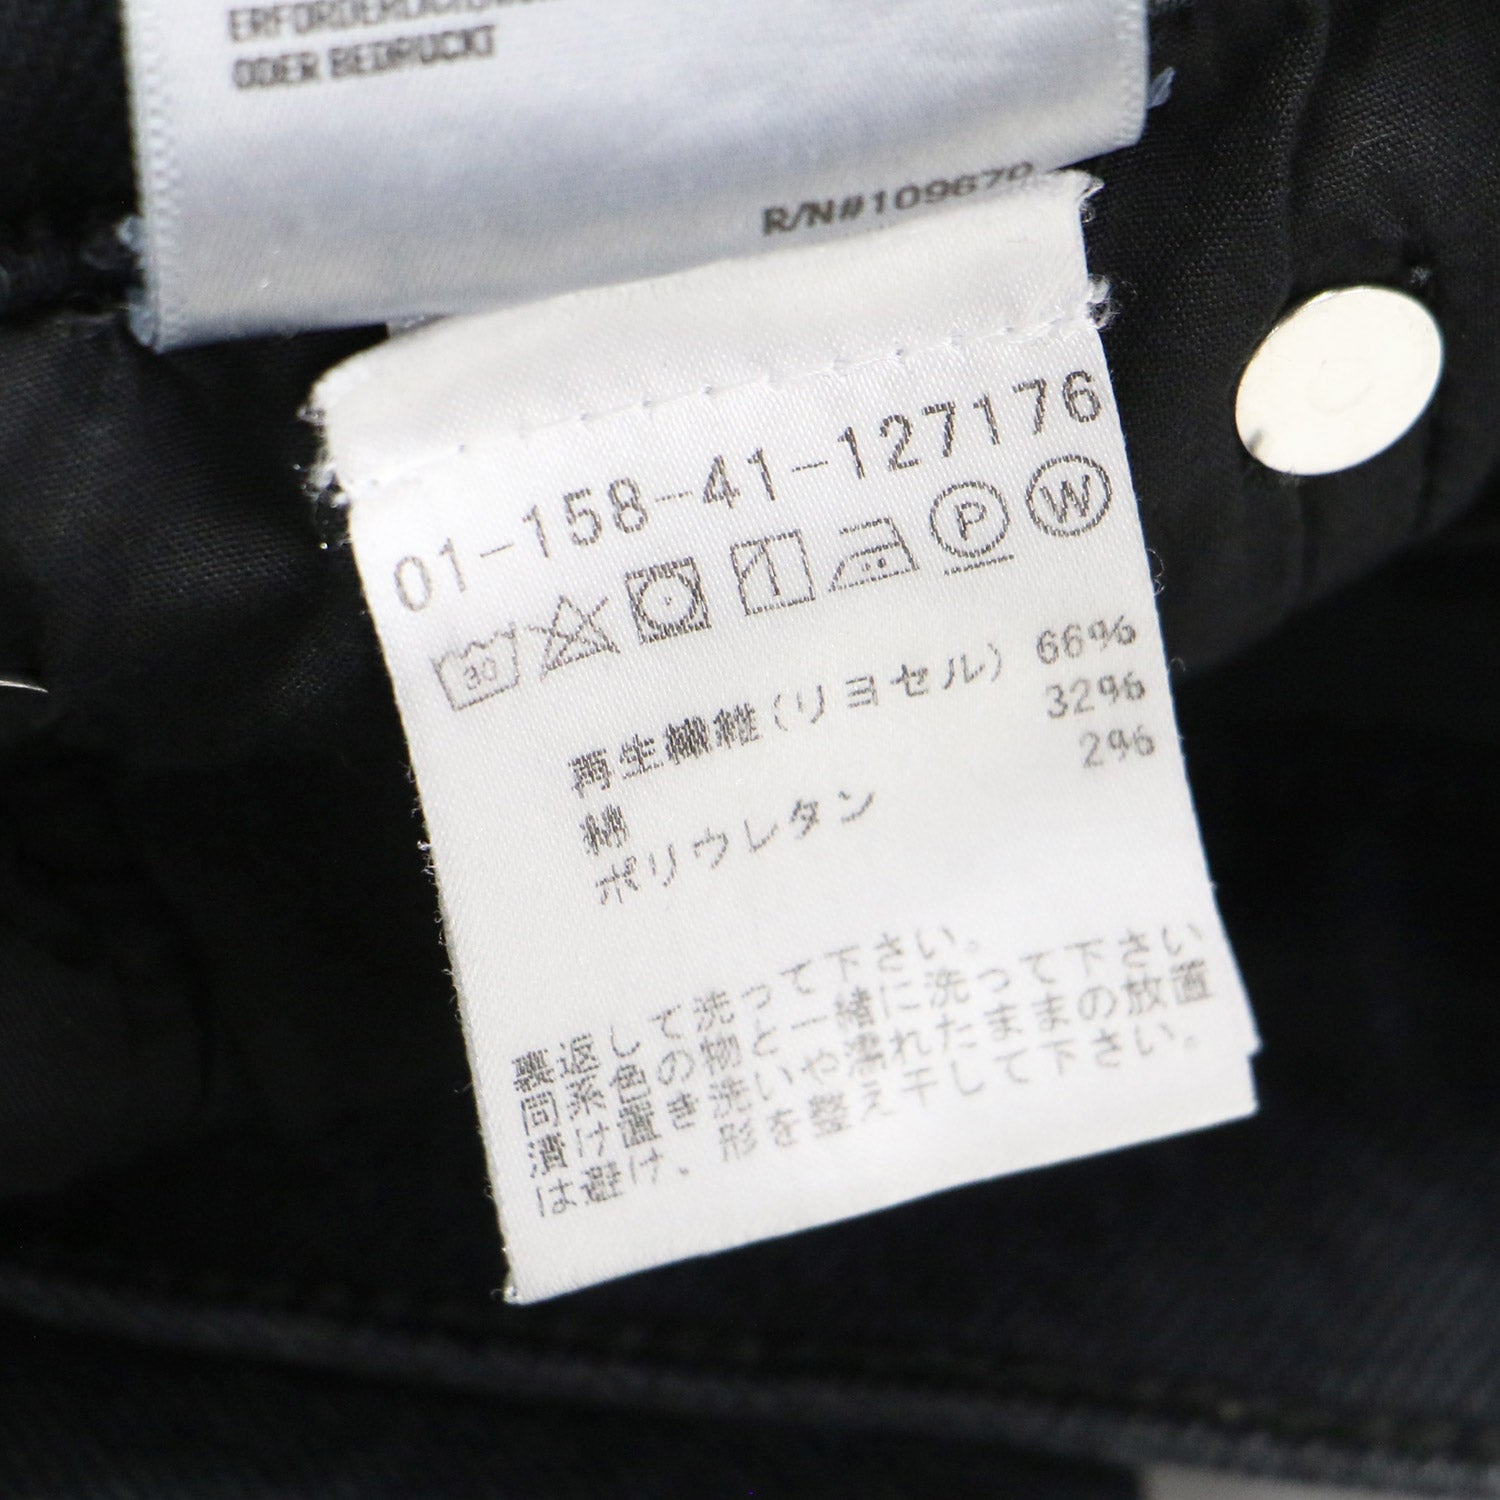 ODER BEDRUCKT
R/N#109670
01-158-41-127176
30 P W
再生繊維(リヨセル) 66%
綿 32%
ポリウレタン 2%
裏返して洗って下さい。
同系色の物と一緒に洗って下さい
漬け置き洗いや濡れたままの放置
は避け、形を整え干して下さい。